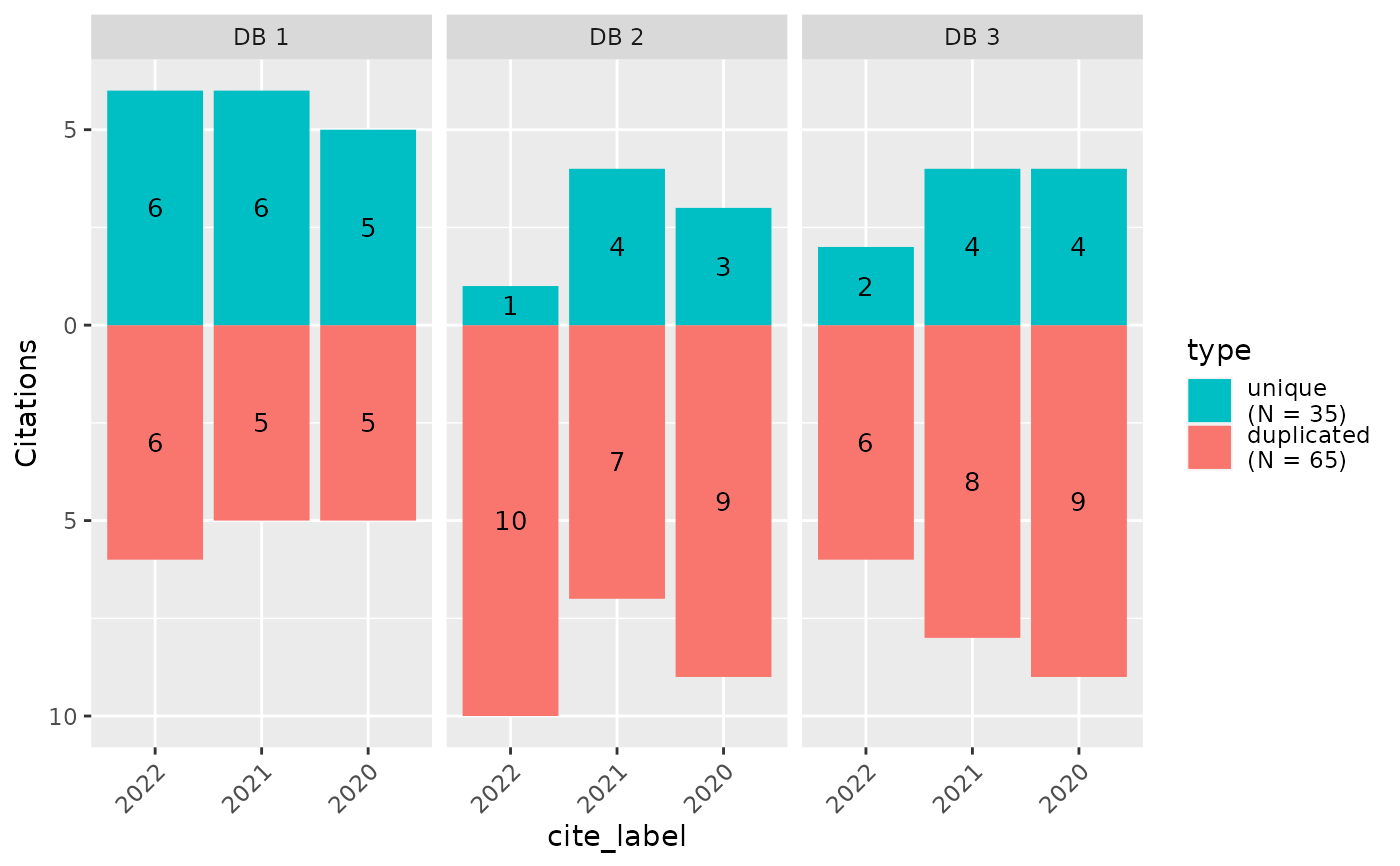 DB 1 DB 2 DB 3
Citations
5
0
5
10
6 6 5
6 5 5
1 4 3
10 7 9
2 4 4
6 8 9
2022 2021 2020 2022 2021 2020 2022 2021 2020
cite_label
type
unique
(N = 35)
duplicated
(N = 65)